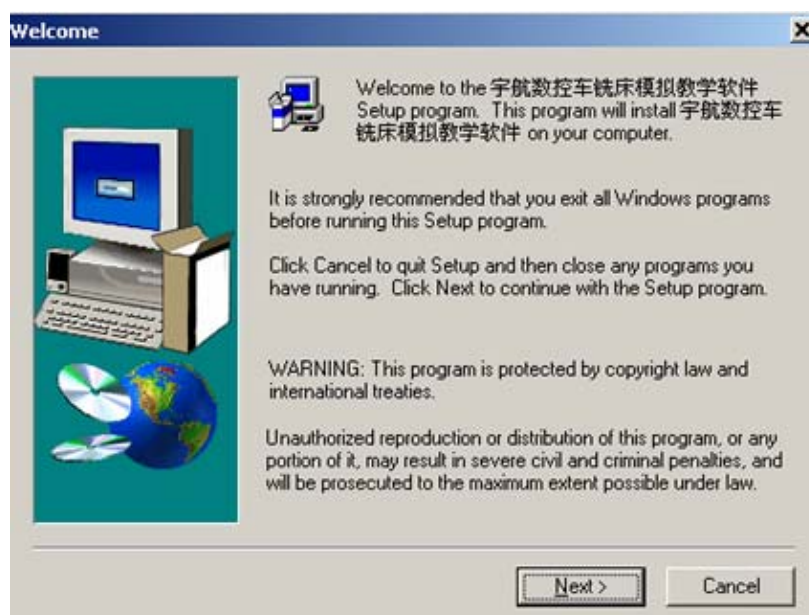 Welcome
Welcome to the 宇航数控车铣床模拟教学软件
Setup program. This program will install 宇航数控车
铣床模拟教学软件 on your computer.
It is strongly recommended that you exit all Windows programs
before running this Setup program.
Click Cancel to quit Setup and then close any programs you
have running. Click Next to continue with the Setup program.
WARNING: This program is protected by copyright law and
international treaties.
Unauthorized reproduction or distribution of this program, or any
portion of it, may result in severe civil and criminal penalties, and
will be prosecuted to the maximum extent possible under law.
Next >
Cancel